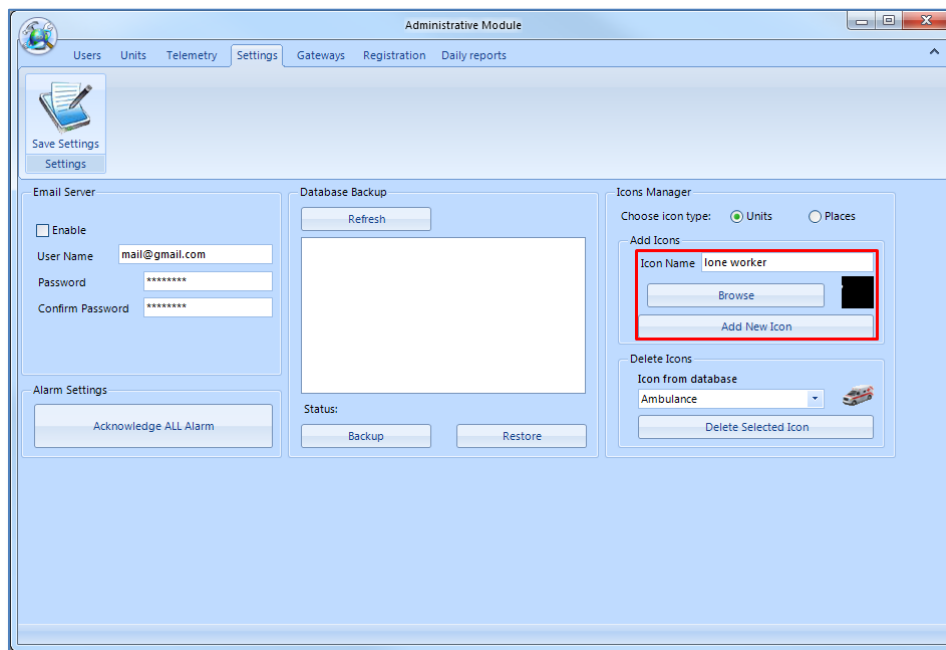 Administrative Module
Users Units Telemetry Settings Gateways Registration Daily reports
Save Settings
Settings
Email Server
Enable
User Name mail@gmail.com
Password ********
Confirm Password ********
Alarm Settings
Acknowledge ALL Alarm
Database Backup
Refresh
Status:
Backup Restore
Icons Manager
Choose icon type: Units Places
Add Icons
Icon Name lone worker
Browse
Add New Icon
Delete Icons
Icon from database
Ambulance
Delete Selected Icon